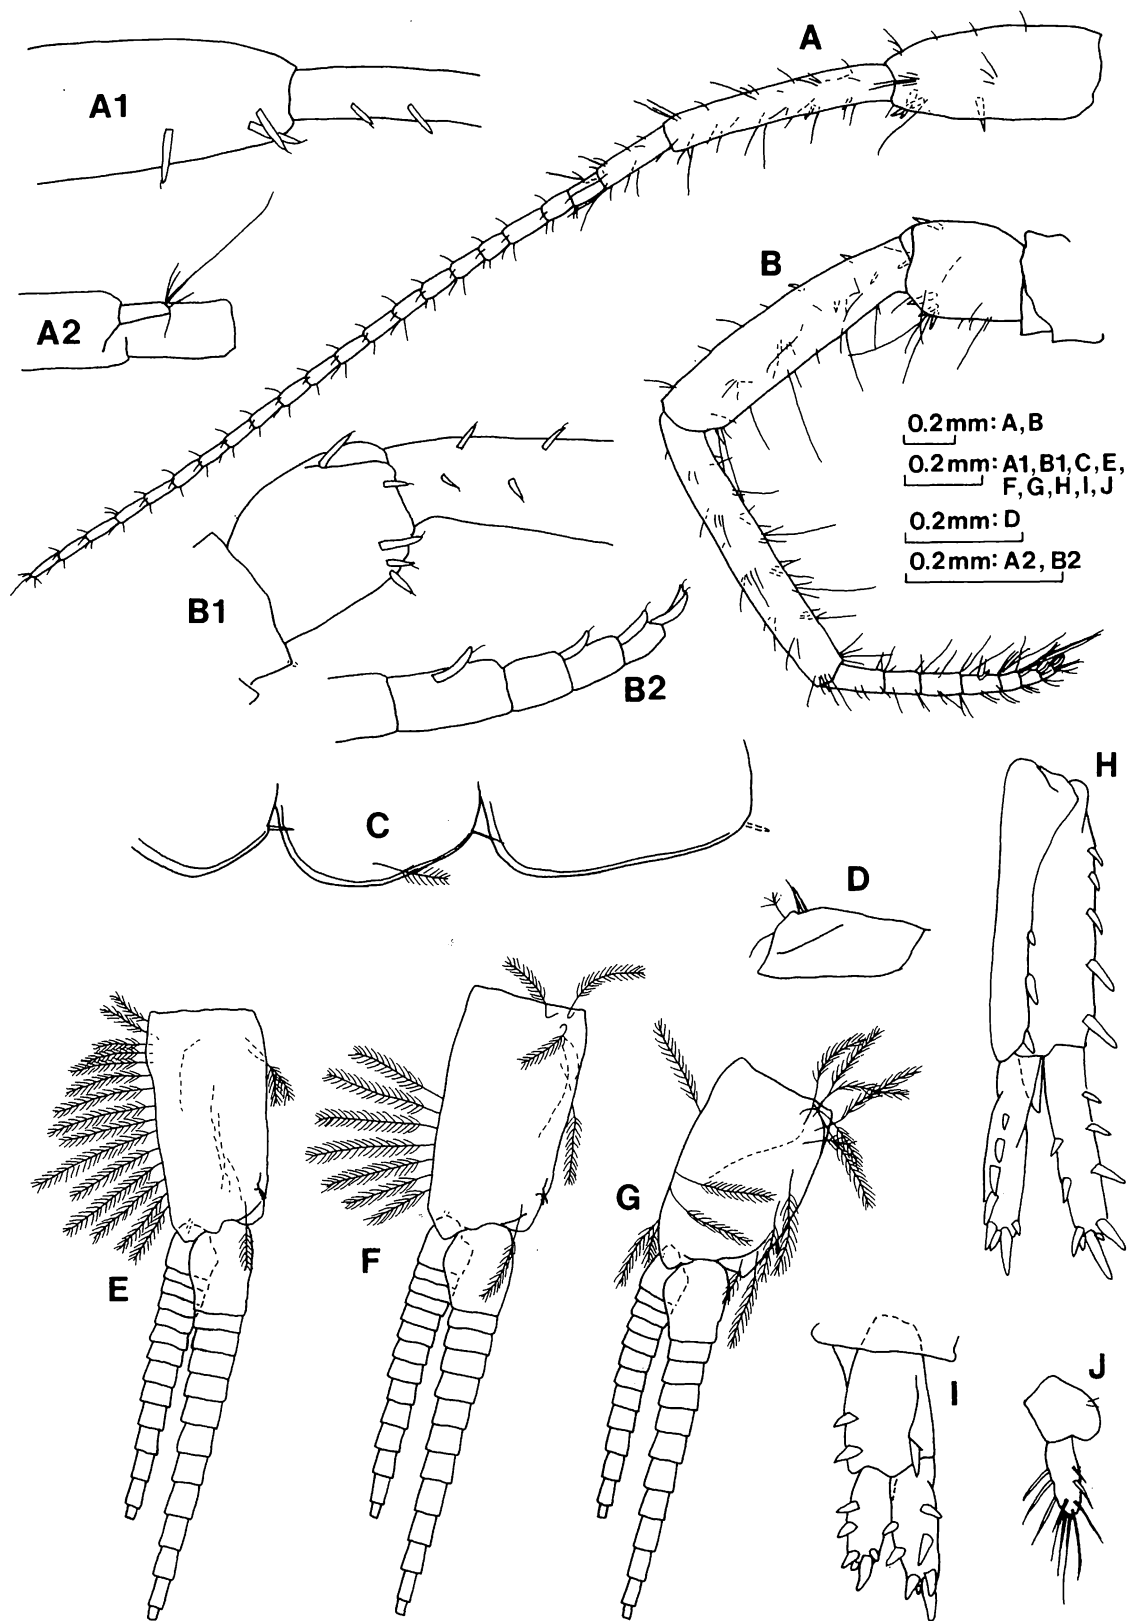 A
A1
A2
B
0.2mm: A, B
0.2mm: A1, B1, C, E,
F, G, H, I, J
0.2mm: D
0.2mm: A2, B2
B1
B2
C
D
H
E
F
G
I
J